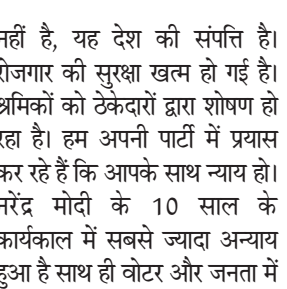 नहीं है, यह देश की संपत्ति है।
रोजगार की सुरक्षा खत्म हो गई है।
श्रमिकों को ठेकेदारों द्वारा शोषण हो
रहा है। हम अपनी पार्टी में प्रयास
कर रहे हैं कि आपके साथ न्याय हो।
नरेंद्र मोदी के 10 साल के
कार्यकाल में सबसे ज्यादा अन्याय
हुआ है साथ ही वोटर और जनता में